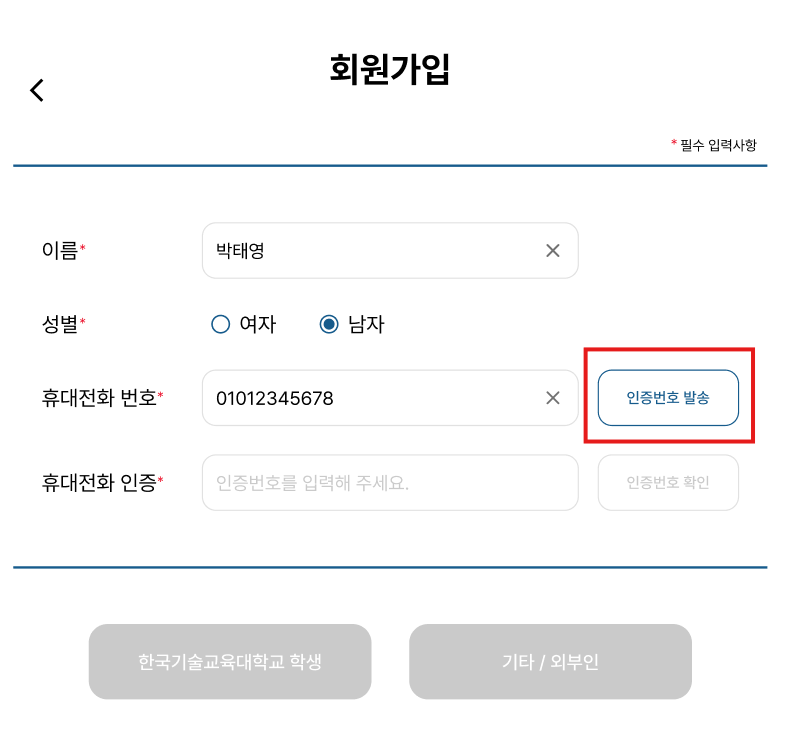 회원가입
* 필수 입력사항
이름*
박태영
성별*
여자 남자
휴대전화 번호*
01012345678
인증번호 발송
휴대전화 인증*
인증번호를 입력해 주세요.
인증번호 확인
한국기술교육대학교 학생
기타 / 외부인